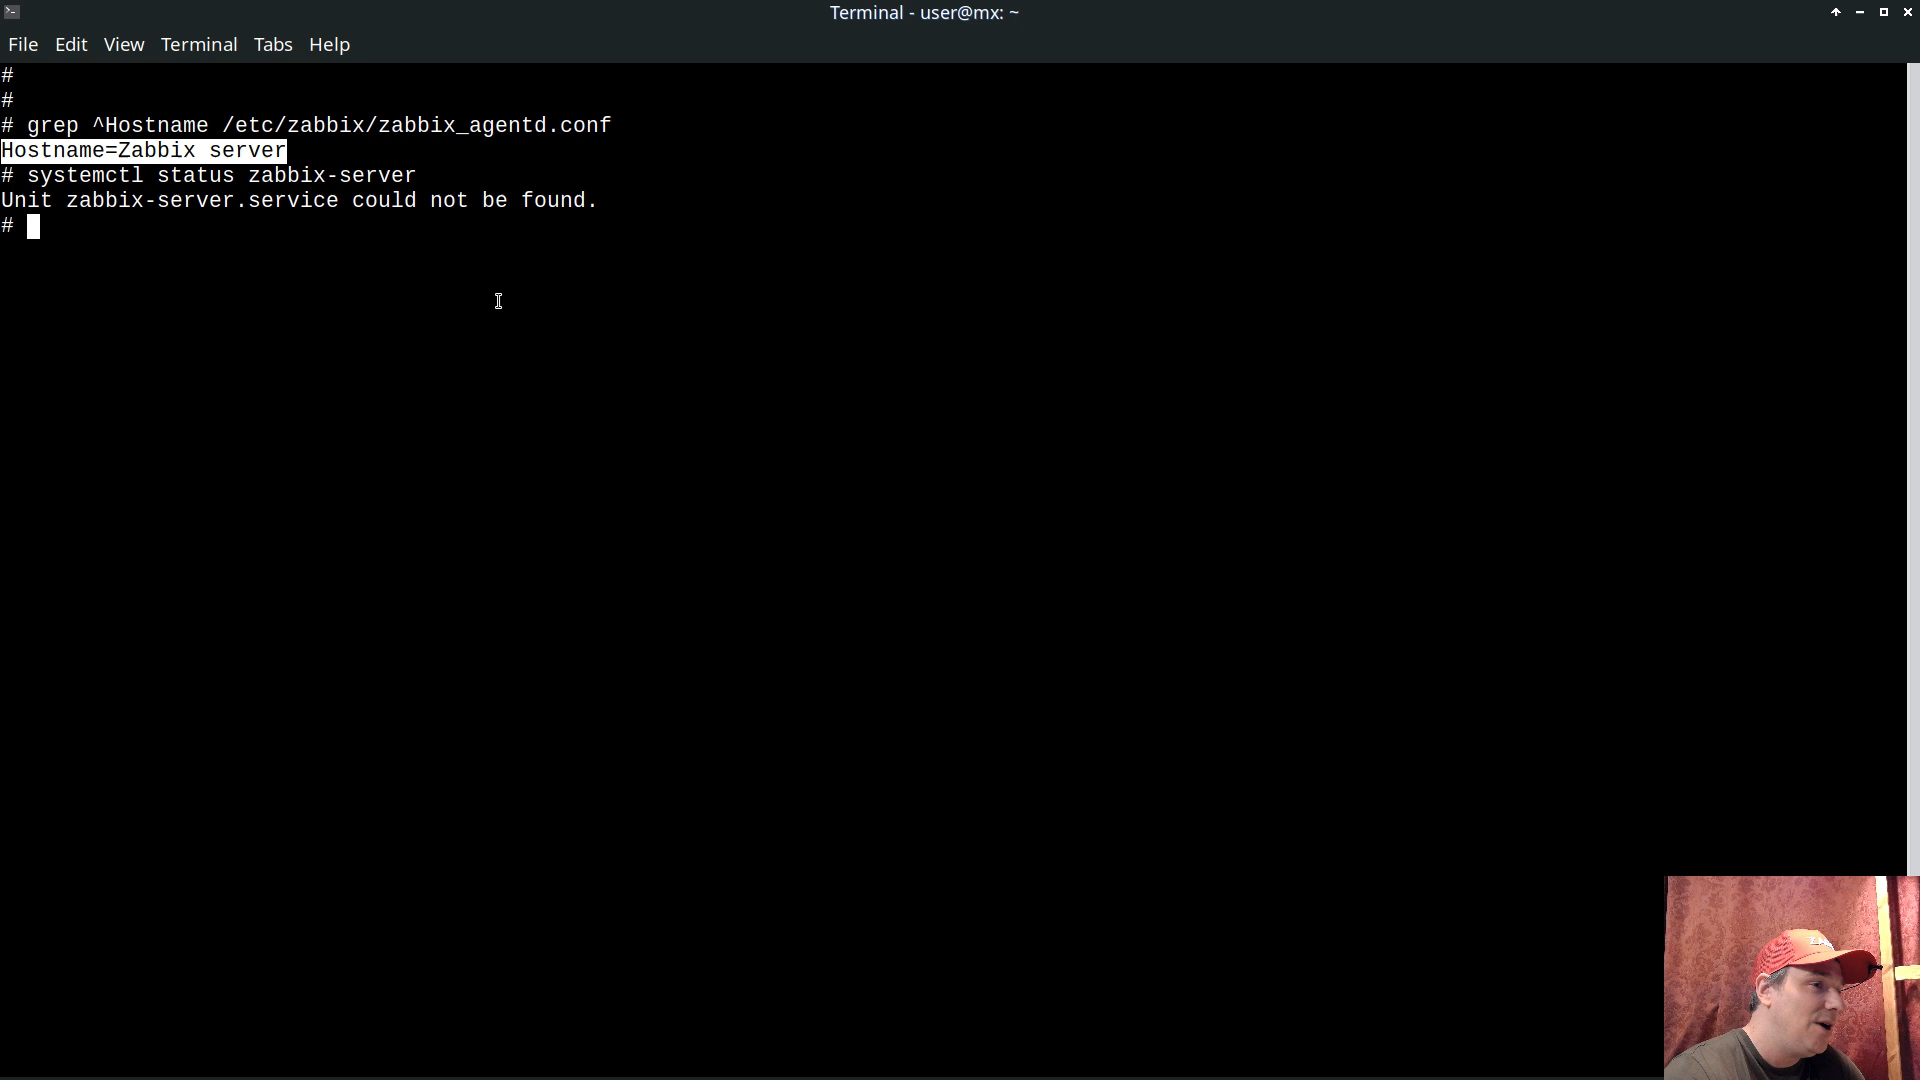 Terminal - user@mx: ~
File Edit View Terminal Tabs Help
#
#
# grep ^Hostname /etc/zabbix/zabbix_agentd.conf
Hostname=Zabbix server
# systemctl status zabbix-server
Unit zabbix-server.service could not be found.
#